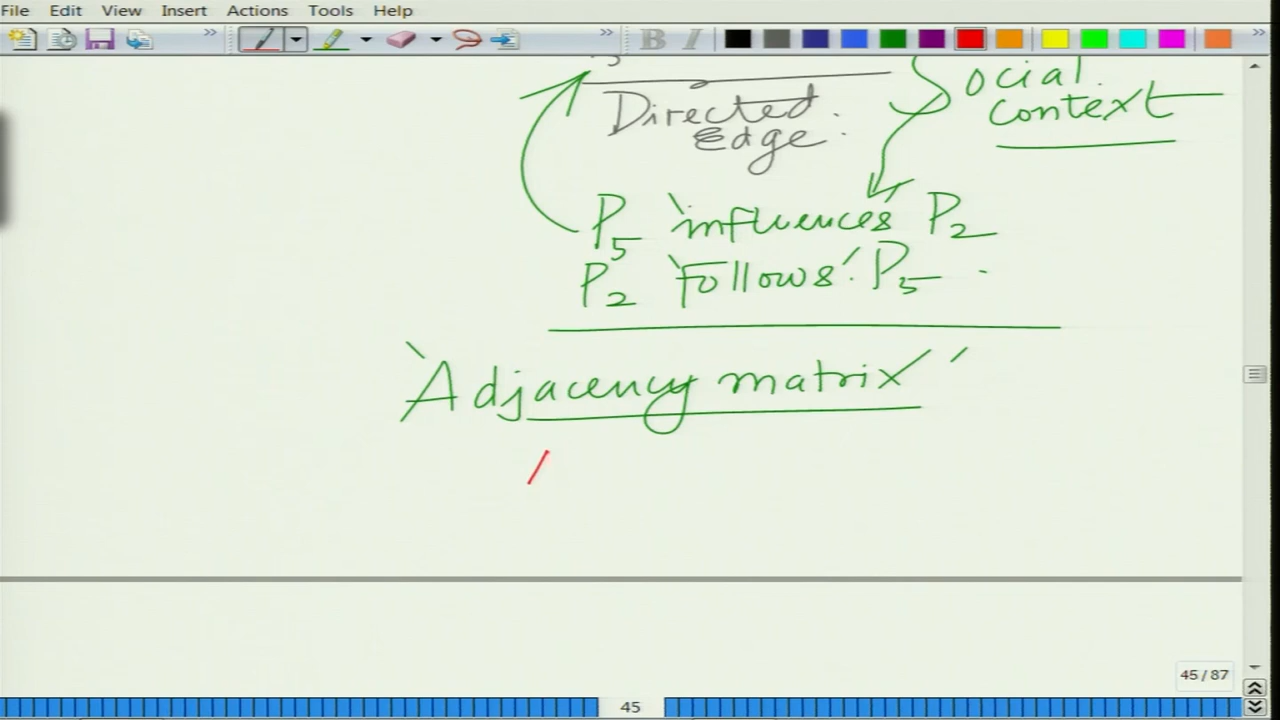 File Edit View Insert Actions Tools Help
B I
Social
context
Directed
Edge.
P5 'influences' P2
P2 'follows' P5
'Adjacency matrix'
45/87
45